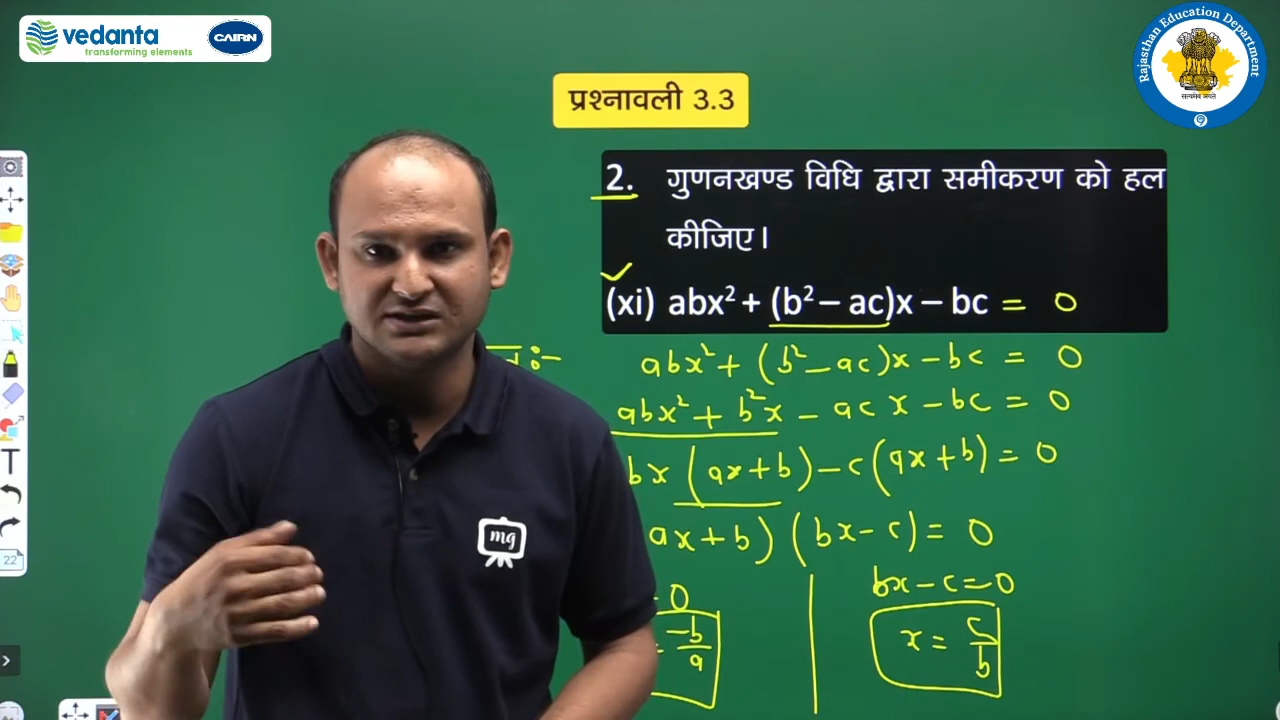 vedanta
transforming elements
CAIRN
Rajasthan Education Department
सत्यमेव जयते
प्रश्नावली 3.3
2. गुणनखण्ड विधि द्वारा समीकरण को हल
कीजिए।
(xi) abx² + (b² – ac)x – bc = 0
abx² + (b² – ac)x – bc = 0
abx² + b²x – acx – bc = 0
bx (ax + b) – c (ax + b) = 0
ax + b) (bx – c) = 0
= 0
bx – c = 0
= -b/a
x = c/b
mg
T
22